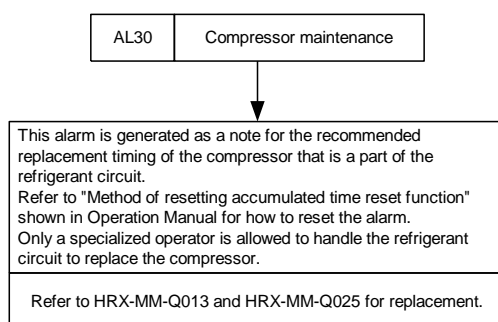 AL30
Compressor maintenance
This alarm is generated as a note for the recommended
replacement timing of the compressor that is a part of the
refrigerant circuit.
Refer to "Method of resetting accumulated time reset function"
shown in Operation Manual for how to reset the alarm.
Only a specialized operator is allowed to handle the refrigerant
circuit to replace the compressor.
Refer to HRX-MM-Q013 and HRX-MM-Q025 for replacement.